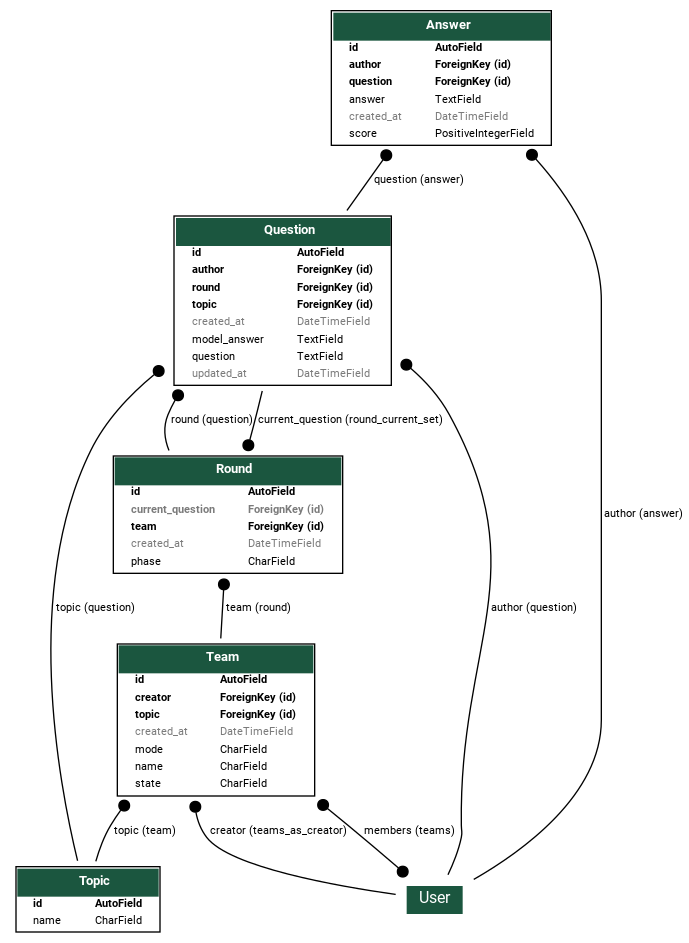 Answer
id AutoField
author ForeignKey (id)
question ForeignKey (id)
answer TextField
created_at DateTimeField
score PositiveIntegerField
question (answer)
Question
id AutoField
author ForeignKey (id)
round ForeignKey (id)
topic ForeignKey (id)
created_at DateTimeField
model_answer TextField
question TextField
updated_at DateTimeField
round (question) current_question (round_current_set)
Round
id AutoField
current_question ForeignKey (id)
team ForeignKey (id)
created_at DateTimeField
phase CharField
author (answer)
topic (question) team (round) author (question)
Team
id AutoField
creator ForeignKey (id)
topic ForeignKey (id)
created_at DateTimeField
mode CharField
name CharField
state CharField
topic (team) creator (teams_as_creator) members (teams)
Topic
id AutoField
name CharField
User